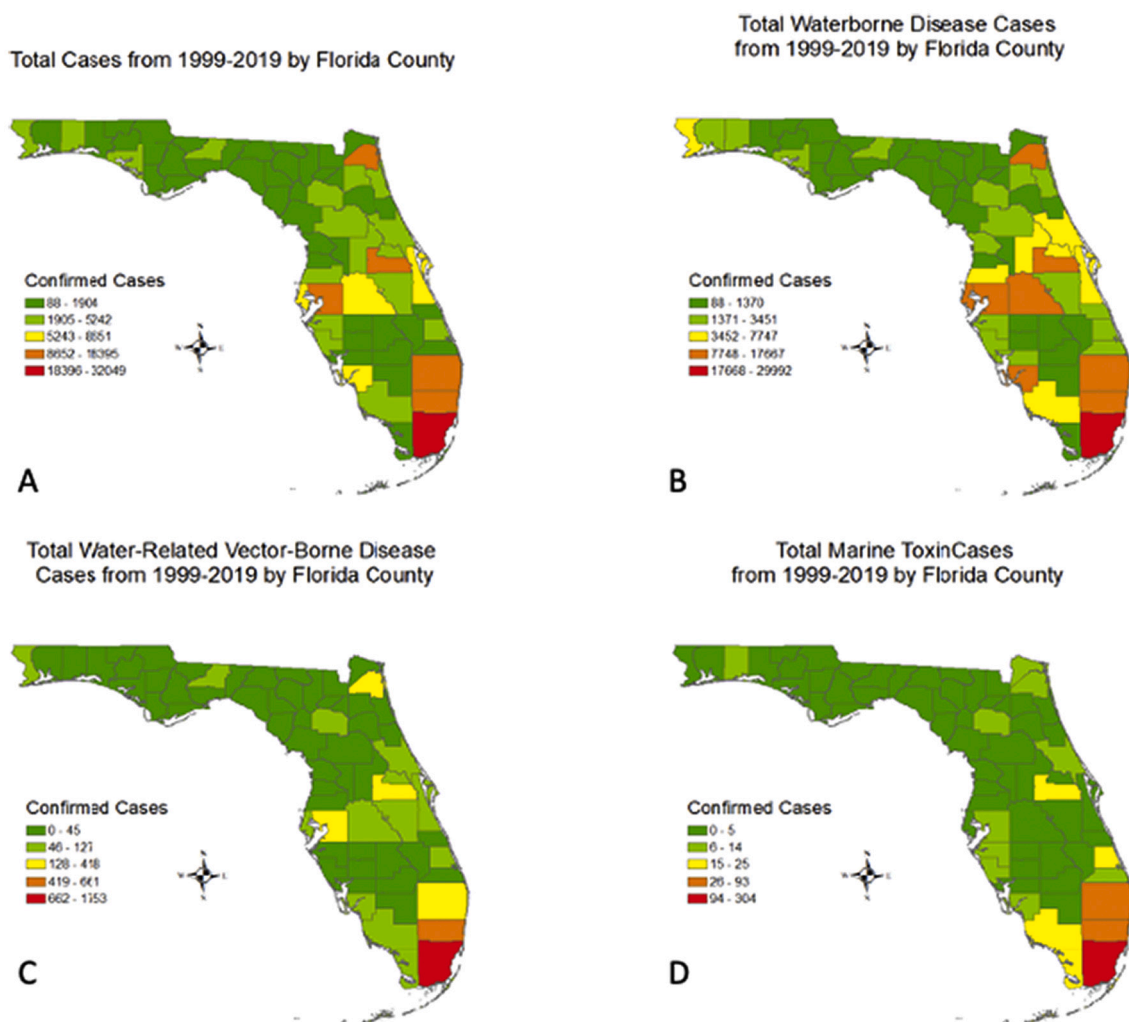 Total Cases from 1999-2019 by Florida County
Confirmed Cases
88 - 1904
1905 - 5242
5243 - 8651
8652 - 18395
18396 - 32049
N
W E
S
A
Total Waterborne Disease Cases
from 1999-2019 by Florida County
Confirmed Cases
88 - 1370
1371 - 3451
3452 - 7747
7748 - 17667
17668 - 29992
N
W E
S
B
Total Water-Related Vector-Borne Disease
Cases from 1999-2019 by Florida County
Confirmed Cases
0 - 45
46 - 127
128 - 418
419 - 661
662 - 1753
N
W E
S
C
Total Marine ToxinCases
from 1999-2019 by Florida County
Confirmed Cases
0 - 5
6 - 14
15 - 25
26 - 93
94 - 304
N
W E
S
D